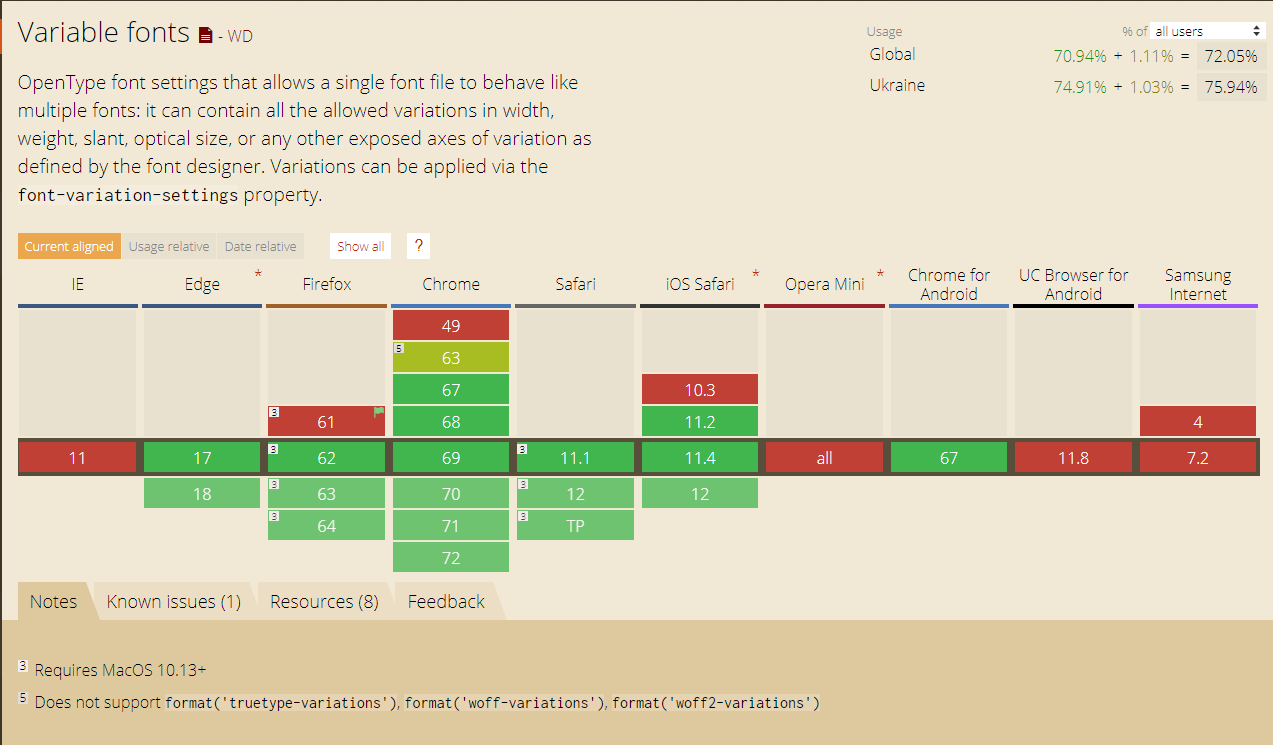 Variable fonts - WD
Usage % of all users
Global 70.94% + 1.11% = 72.05%
Ukraine 74.91% + 1.03% = 75.94%
OpenType font settings that allows a single font file to behave like
multiple fonts: it can contain all the allowed variations in width,
weight, slant, optical size, or any other exposed axes of variation as
defined by the font designer. Variations can be applied via the
font-variation-settings property.
Current aligned Usage relative Date relative Show all ?
IE Edge * Firefox Chrome Safari iOS Safari * Opera Mini * Chrome for Android UC Browser for Android Samsung Internet
49
5 63
67 10.3
3 61 68 11.2 4
11 17 3 62 69 3 11.1 11.4 all 67 11.8 7.2
18 3 63 70 3 12 12
3 64 71 3 TP
72
Notes Known issues (1) Resources (8) Feedback
3 Requires MacOS 10.13+
5 Does not support format('truetype-variations'), format('woff-variations'), format('woff2-variations')